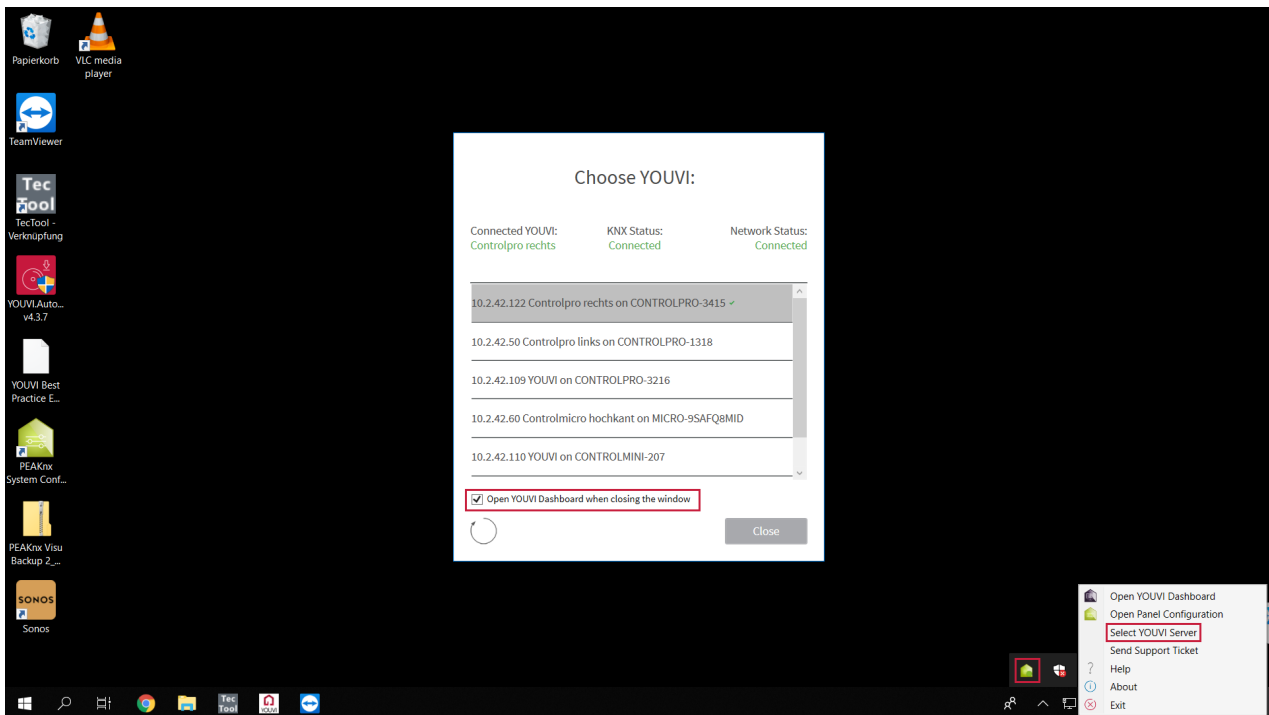 Papierkorb
VLC media
player
TeamViewer
Tec
Tool
TecTool -
Verknüpfung
YOUVI.Auto...
v4.3.7
YOUVI Best
Practice E...
PEAKnx
System Conf...
PEAKnx Visu
Backup 2_...
SONOS
Sonos
Choose YOUVI:
Connected YOUVI: KNX Status: Network Status:
Controlpro rechts Connected Connected
10.2.42.122 Controlpro rechts on CONTROLPRO-3415
10.2.42.50 Controlpro links on CONTROLPRO-1318
10.2.42.109 YOUVI on CONTROLPRO-3216
10.2.42.60 Controlmicro hochkant on MICRO-9SAFQ8MID
10.2.42.110 YOUVI on CONTROLMINI-207
Open YOUVI Dashboard when closing the window
Close
Open YOUVI Dashboard
Open Panel Configuration
Select YOUVI Server
Send Support Ticket
? Help
About
Exit
Tec
Tool
YOUVI